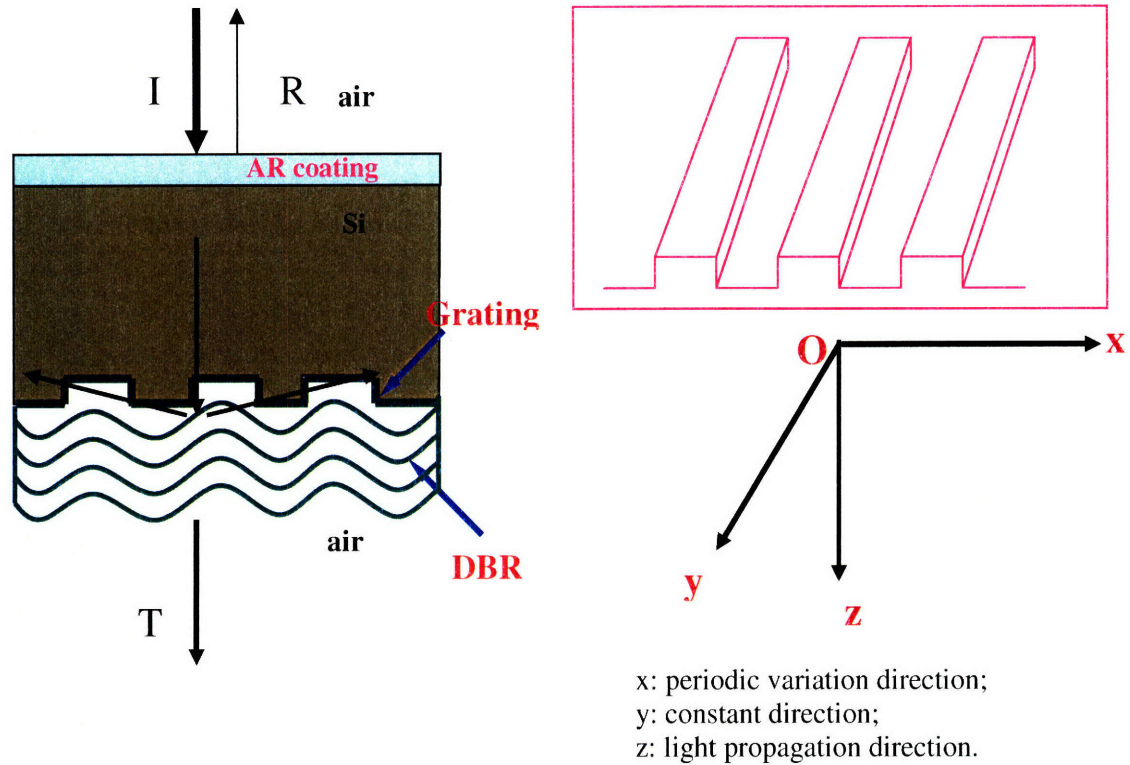 I
R
air
AR coating
Si
Grating
air
DBR
T
O
x
y
z
x: periodic variation direction;
y: constant direction;
z: light propagation direction.